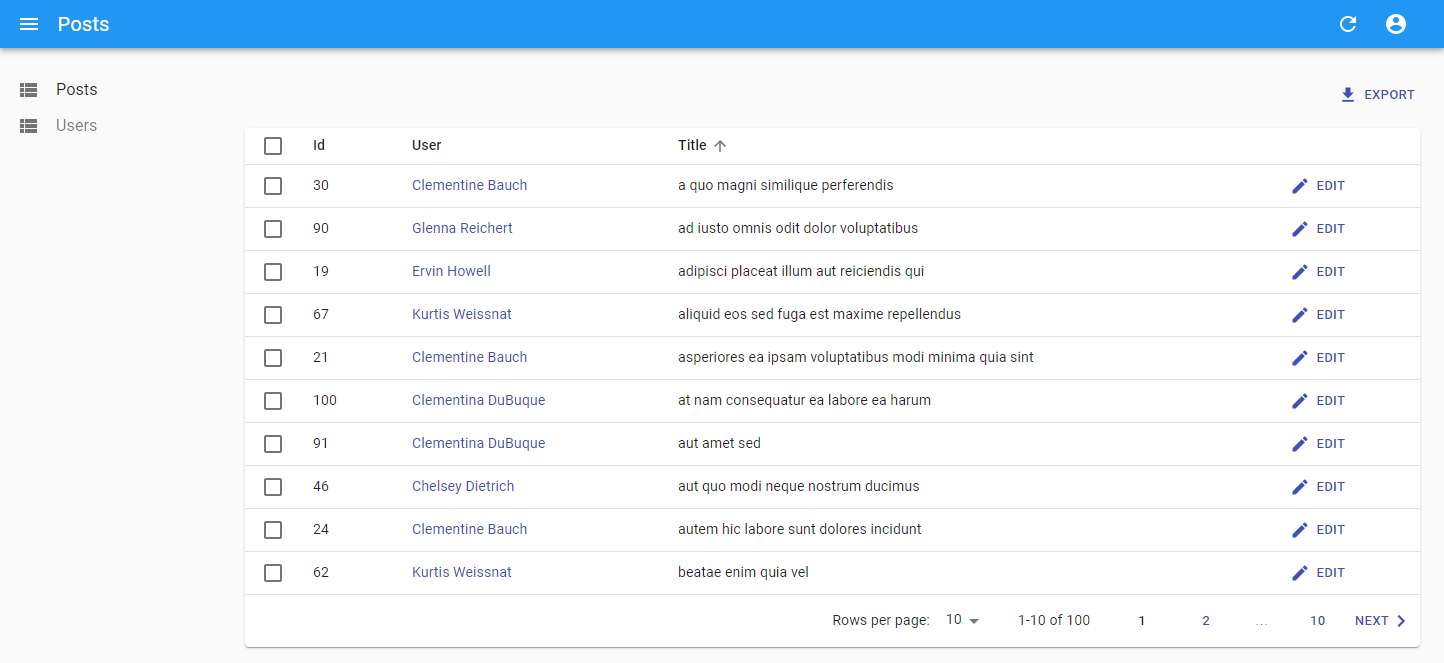 Posts
Posts
Users
EXPORT
Id User Title
30 Clementine Bauch a quo magni similique perferendis EDIT
90 Glenna Reichert ad iusto omnis odit dolor voluptatibus EDIT
19 Ervin Howell adipisci placeat illum aut reiciendis qui EDIT
67 Kurtis Weissnat aliquid eos sed fuga est maxime repellendus EDIT
21 Clementine Bauch asperiores ea ipsam voluptatibus modi minima quia sint EDIT
100 Clementina DuBuque at nam consequatur ea labore ea harum EDIT
91 Clementina DuBuque aut amet sed EDIT
46 Chelsey Dietrich aut quo modi neque nostrum ducimus EDIT
24 Clementine Bauch autem hic labore sunt dolores incidunt EDIT
62 Kurtis Weissnat beatae enim quia vel EDIT
Rows per page: 10 1-10 of 100 1 2 ... 10 NEXT